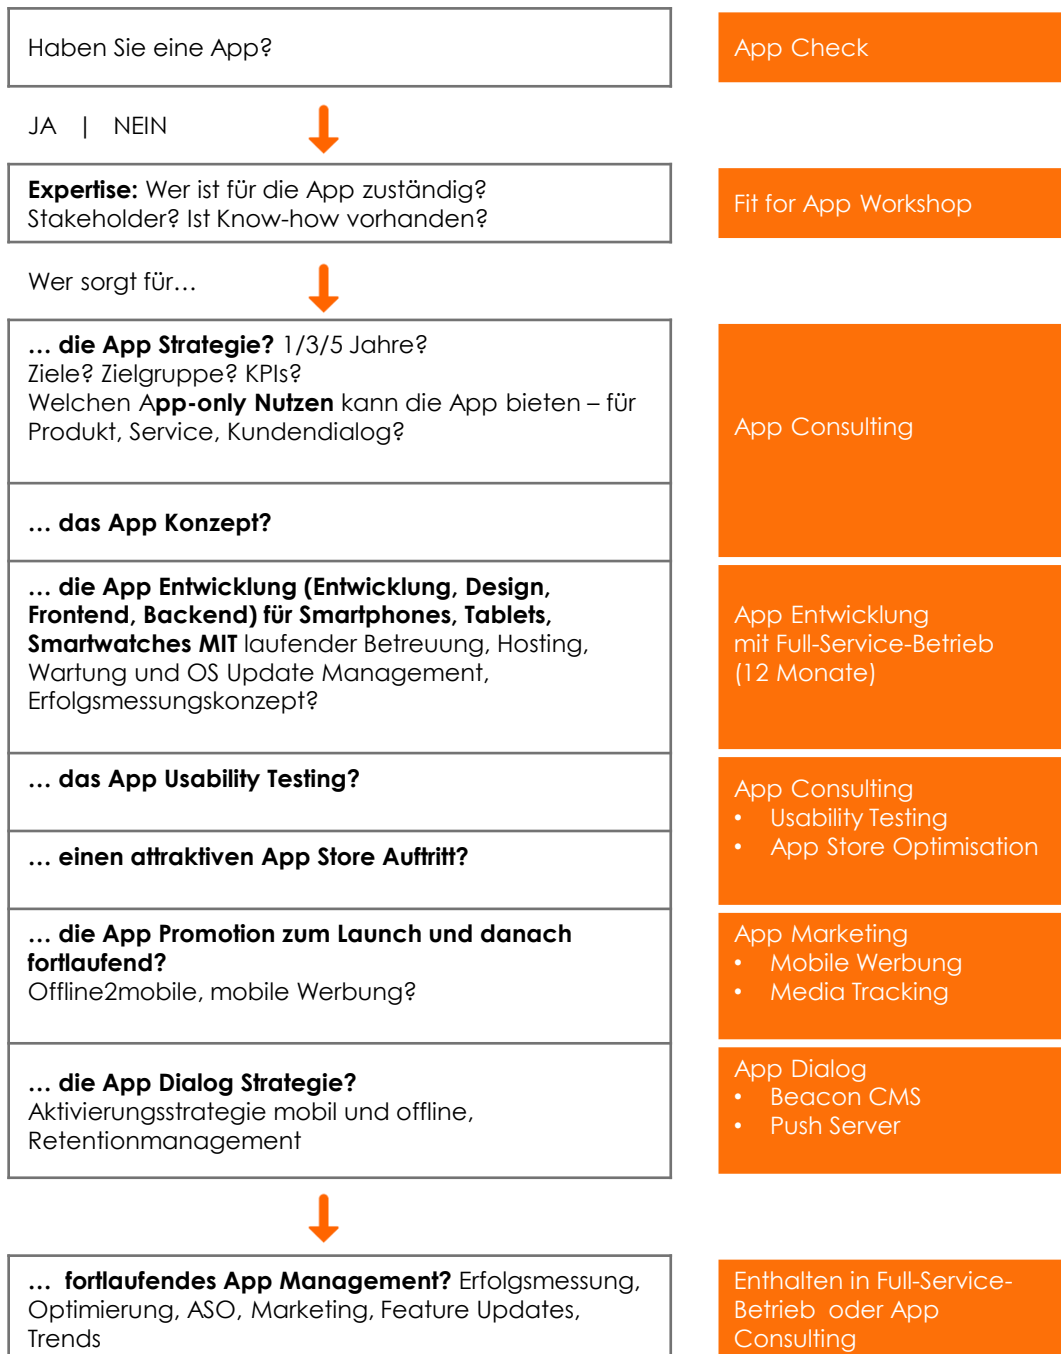 Haben Sie eine App?
App Check
JA | NEIN
Expertise: Wer ist für die App zuständig?
Stakeholder? Ist Know-how vorhanden?
Fit for App Workshop
Wer sorgt für…
… die App Strategie? 1/3/5 Jahre?
Ziele? Zielgruppe? KPIs?
Welchen App-only Nutzen kann die App bieten – für
Produkt, Service, Kundendialog?
App Consulting
… das App Konzept?
… die App Entwicklung (Entwicklung, Design,
Frontend, Backend) für Smartphones, Tablets,
Smartwatches MIT laufender Betreuung, Hosting,
Wartung und OS Update Management,
Erfolgsmessungskonzept?
App Entwicklung
mit Full-Service-Betrieb
(12 Monate)
… das App Usability Testing?
… einen attraktiven App Store Auftritt?
App Consulting
• Usability Testing
• App Store Optimisation
… die App Promotion zum Launch und danach
fortlaufend?
Offline2mobile, mobile Werbung?
App Marketing
• Mobile Werbung
• Media Tracking
… die App Dialog Strategie?
Aktivierungsstrategie mobil und offline,
Retentionmanagement
App Dialog
• Beacon CMS
• Push Server
… fortlaufendes App Management? Erfolgsmessung,
Optimierung, ASO, Marketing, Feature Updates,
Trends
Enthalten in Full-Service-
Betrieb oder App
Consulting